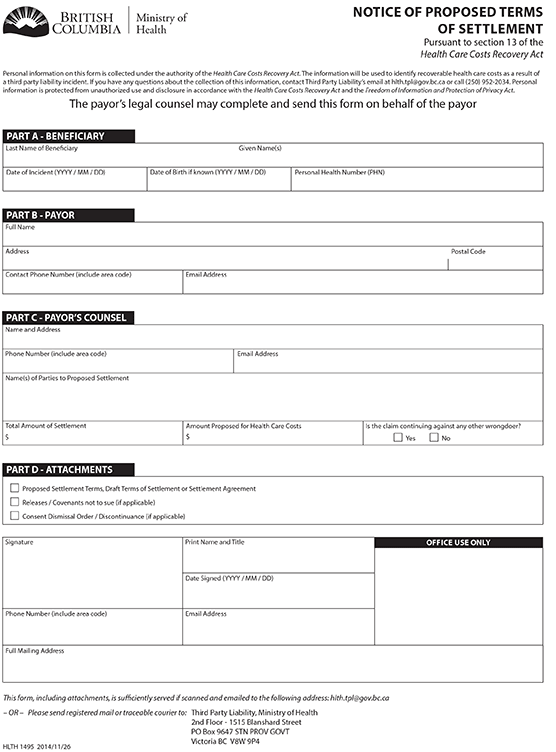 BRITISH
COLUMBIA
Ministry of
Health
NOTICE OF PROPOSED TERMS
OF SETTLEMENT
Pursuant to section 13 of the
Health Care Costs Recovery Act
Personal information on this form is collected under the authority of the Health Care Costs Recovery Act. The information will be used to identify recoverable health care costs as a result of
a third party liability incident. If you have any questions about the collection of this information, contact Third Party Liability's email at hlth.tpl@gov.bc.ca or call (250) 952-2034. Personal
information is protected from unauthorized use and disclosure in accordance with the Health Care Costs Recovery Act and the Freedom of Information and Protection of Privacy Act.
The payor's legal counsel may complete and send this form on behalf of the payor
PART A - BENEFICIARY
Last Name of Beneficiary Given Name(s)
Date of Incident (YYYY / MM / DD) Date of Birth if known (YYYY / MM / DD) Personal Health Number (PHN)
PART B - PAYOR
Full Name
Address Postal Code
Contact Phone Number (include area code) Email Address
PART C - PAYOR'S COUNSEL
Name and Address
Phone Number (include area code) Email Address
Name(s) of Parties to Proposed Settlement
Total Amount of Settlement Amount Proposed for Health Care Costs Is the claim continuing against any other wrongdoer?
$ $ Yes No
PART D - ATTACHMENTS
Proposed Settlement Terms, Draft Terms of Settlement or Settlement Agreement
Releases / Covenants not to sue (if applicable)
Consent Dismissal Order / Discontinuance (if applicable)
Signature Print Name and Title OFFICE USE ONLY
Date Signed (YYYY / MM / DD)
Phone Number (include area code) Email Address
Full Mailing Address
This form, including attachments, is sufficiently served if scanned and emailed to the following address: hlth.tpl@gov.bc.ca
– OR – Please send registered mail or traceable courier to: Third Party Liability, Ministry of Health
2nd Floor - 1515 Blanshard Street
PO Box 9647 STN PROV GOVT
Victoria BC V8W 9P4
HLTH 1495 2014/11/26